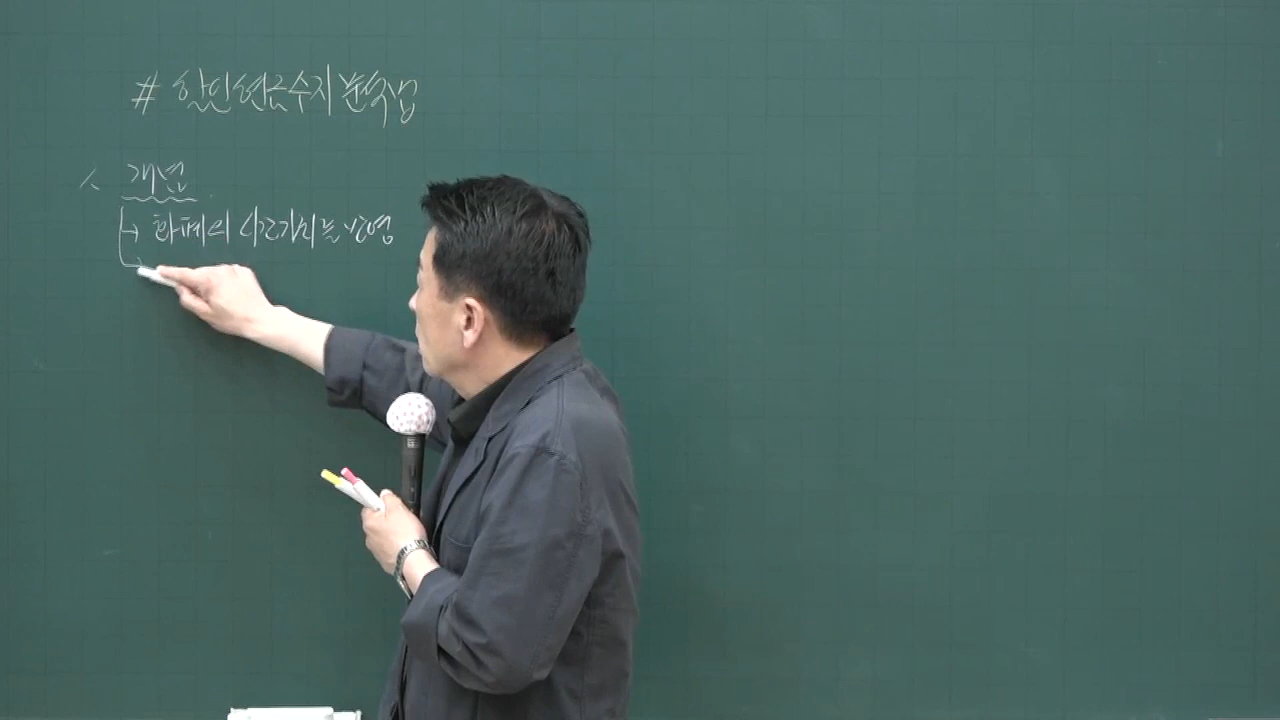 # 할인현금수지분석법
1. 개념
→ 화폐의 시간가치를 반영